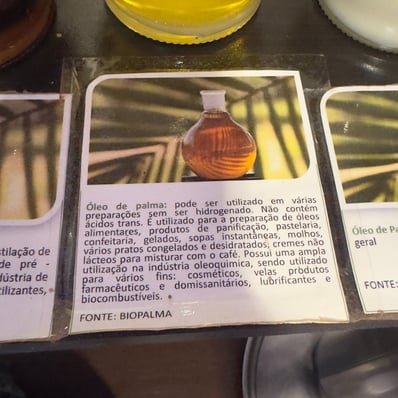 Óleo de palma: pode ser utilizado em várias
preparações sem ser hidrogenado. Não contém
ácidos trans. É utilizado para a preparação de óleos
alimentares, produtos de panificação, pastelaria,
confeitaria, gelados, sopas instantâneas, molhos,
vários pratos congelados e desidratados, cremes não
lácteos para misturar com o café. Possui uma ampla
utilização na indústria oleoquímica, sendo utilizado
para vários fins: cosméticos, velas prbdutos
farmacêuticos e domissanitários, lubrificantes e
biocombustíveis.
FONTE: BIOPALMA
stilação de
de pré -
dústria de
tilizantes,
Óleo de Pa
geral
FONTE: